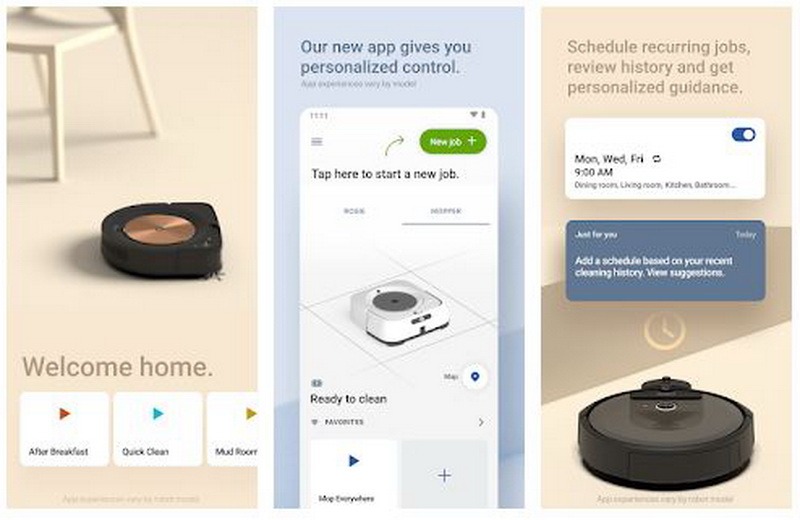 Welcome home.
After Breakfast
Quick Clean
Mud Room
App experiences vary by robot model
Our new app gives you
personalized control.
App experiences vary by model
11:11
New job +
Tap here to start a new job.
ROSIE
MOPPER
Map
Ready to clean
FAVORITES
Mop Everywhere
+
Schedule recurring jobs,
review history and get
personalized guidance.
Mon, Wed, Fri
9:00 AM
Dining room, Living room, Kitchen, Bathroom...
Just for you
Today
Add a schedule based on your recent
cleaning history. View suggestions.
App experiences vary by robot model